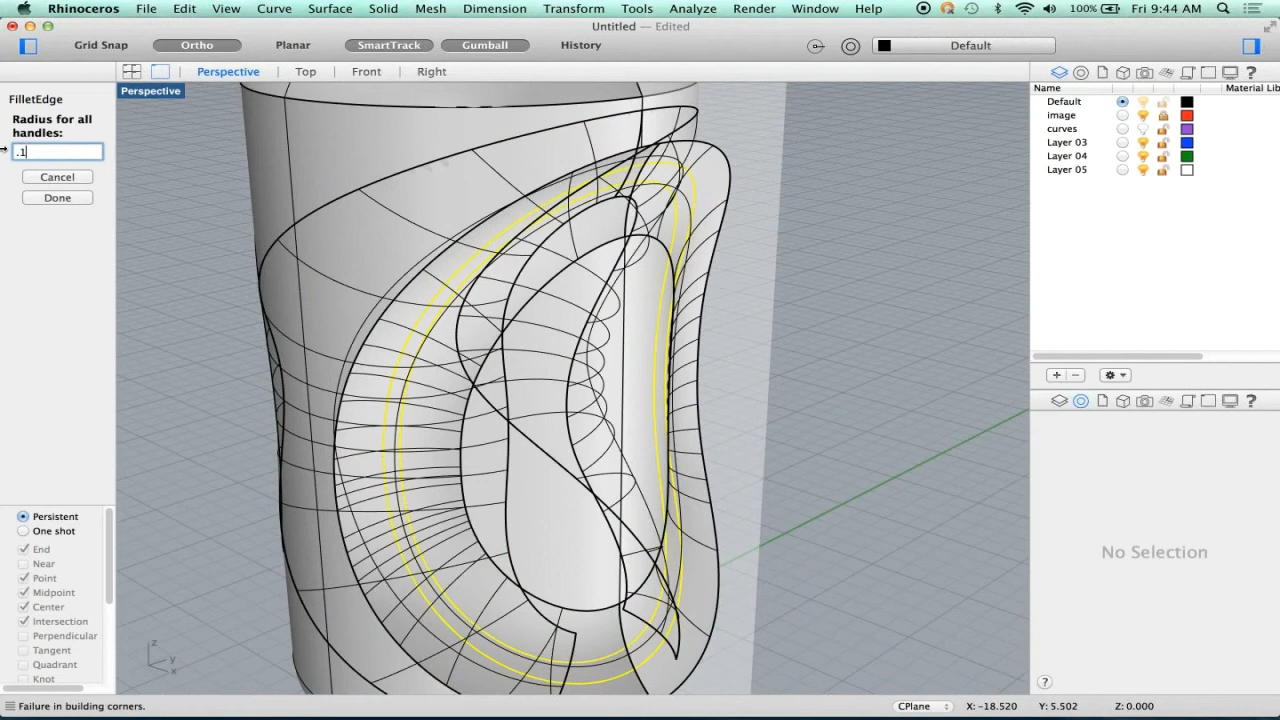 Rhinoceros File Edit View Curve Surface Solid Mesh Dimension Transform Tools Analyze Render Window Help 100% Fri 9:44 AM
Untitled — Edited
Grid Snap Ortho Planar SmartTrack Gumball History Default
Perspective Top Front Right
Perspective
FilletEdge
Radius for all
handles:
.1
Cancel
Done
Persistent
One shot
End
Near
Point
Midpoint
Center
Intersection
Perpendicular
Tangent
Quadrant
Knot
z
y
x
Name Material Lib
Default
image
curves
Layer 03
Layer 04
Layer 05
No Selection
Failure in building corners. CPlane X: -18.520 Y: 5.502 Z: 0.000